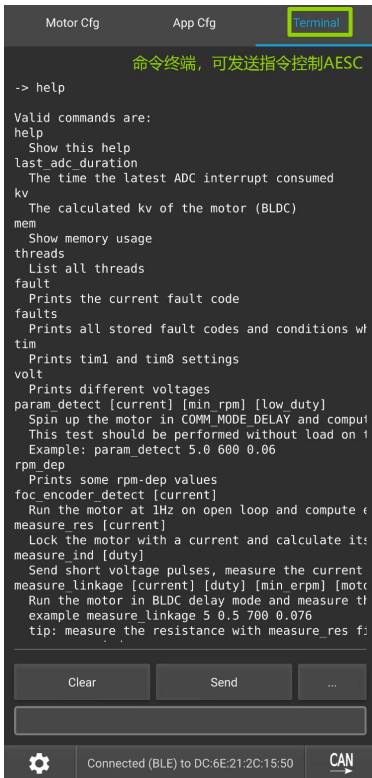 Motor Cfg App Cfg Terminal
命令终端，可发送指令控制AESC
-> help
Valid commands are:
help
Show this help
last_adc_duration
The time the latest ADC interrupt consumed
kv
The calculated kv of the motor (BLDC)
mem
Show memory usage
threads
List all threads
fault
Prints the current fault code
faults
Prints all stored fault codes and conditions
tim
Prints tim1 and tim8 settings
volt
Prints different voltages
param_detect [current] [min_rpm] [low_duty]
Spin up the motor in COMM_MODE_DELAY and comput
This test should be performed without load on
Example: param_detect 5.0 600 0.06
rpm_dep
Prints some rpm-dep values
foc_encoder_detect [current]
Run the motor at 1Hz on open loop and compute
measure_res [current]
Lock the motor with a current and calculate its
measure_ind [duty]
Send short voltage pulses, measure the current
measure_linkage [current] [duty] [min_erpm] [moto
Run the motor in BLDC delay mode and measure
example measure_linkage 5 0.5 700 0.076
tip: measure the resistance with measure_res
Clear Send ...
Connected (BLE) to DC:6E:21:2C:15:50 CAN